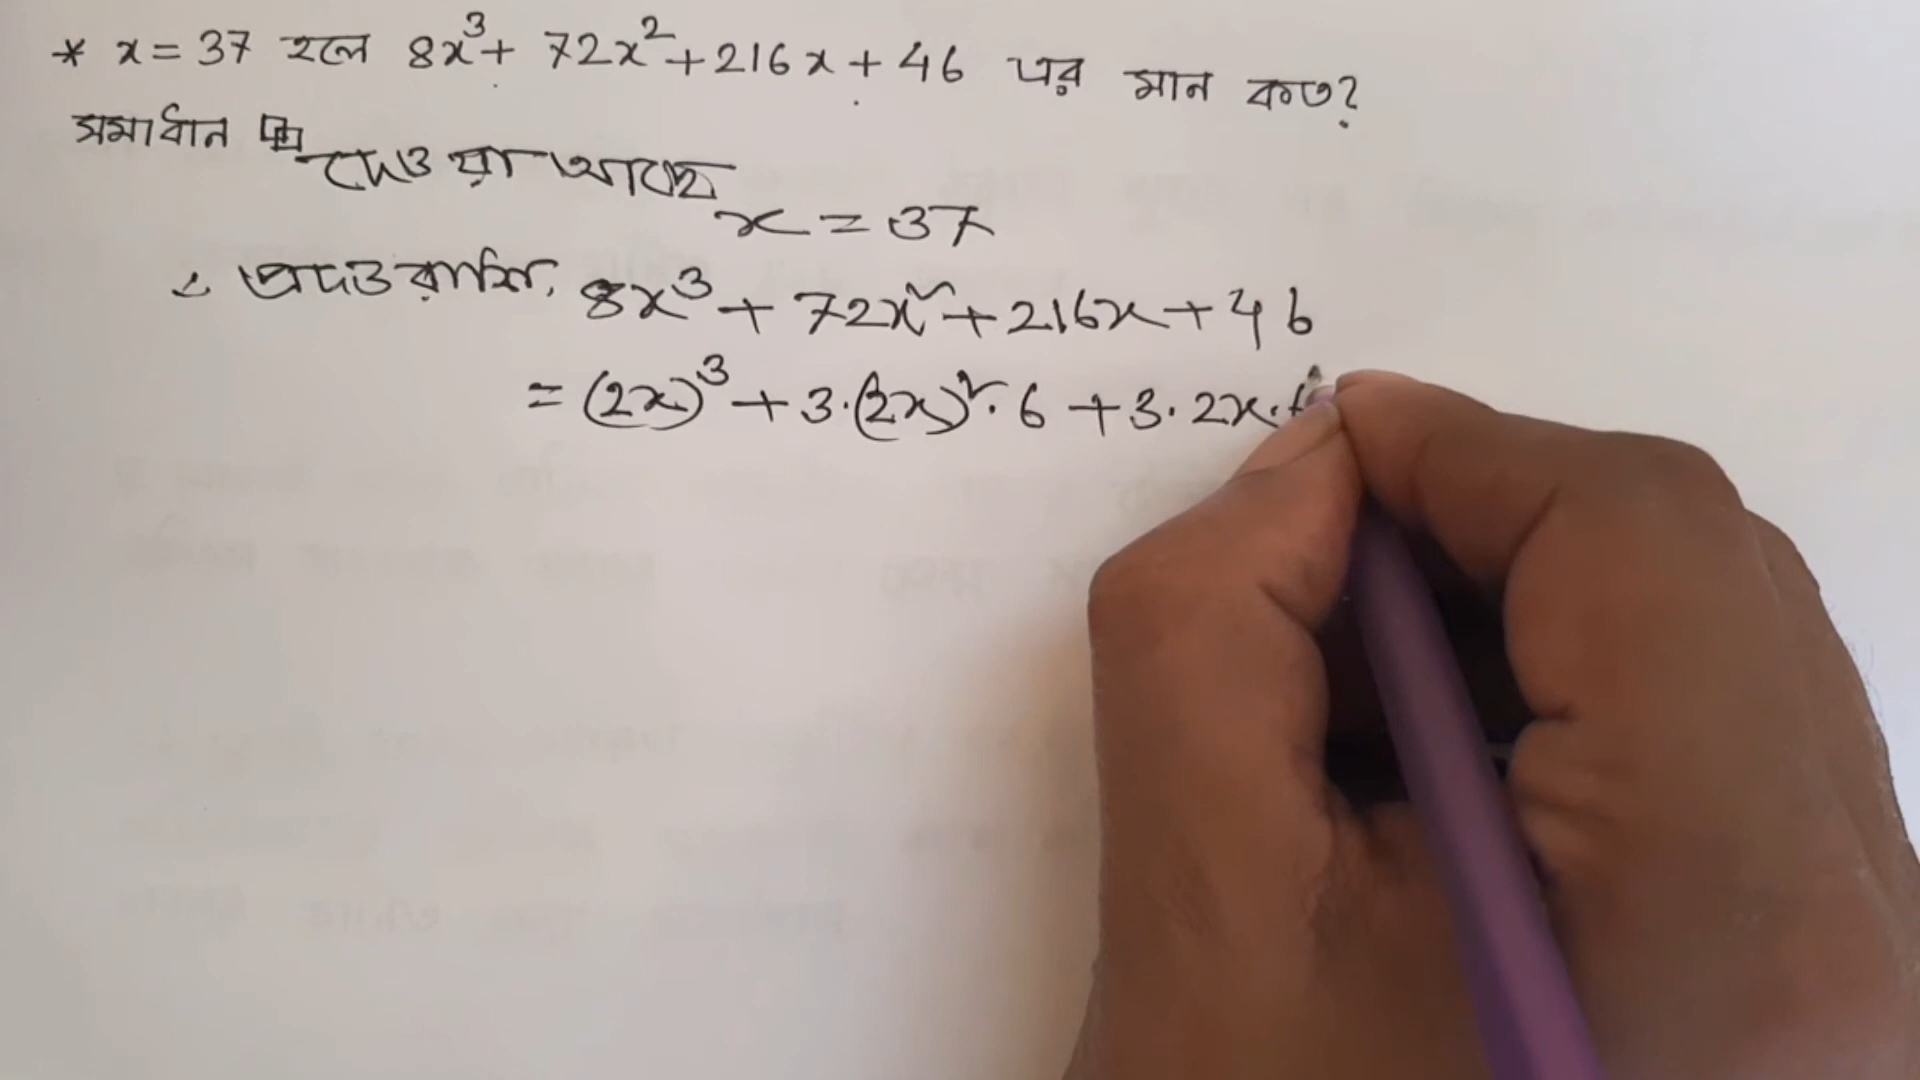 * x = 37 হলে 8x³ + 72x² + 216x + 46 এর মান কত?
সমাধান
দেওয়া আছে
x = 37
∴ প্রদত্ত রাশি, 8x³ + 72x² + 216x + 46
= (2x)³ + 3·(2x)²·6 + 3·2x·